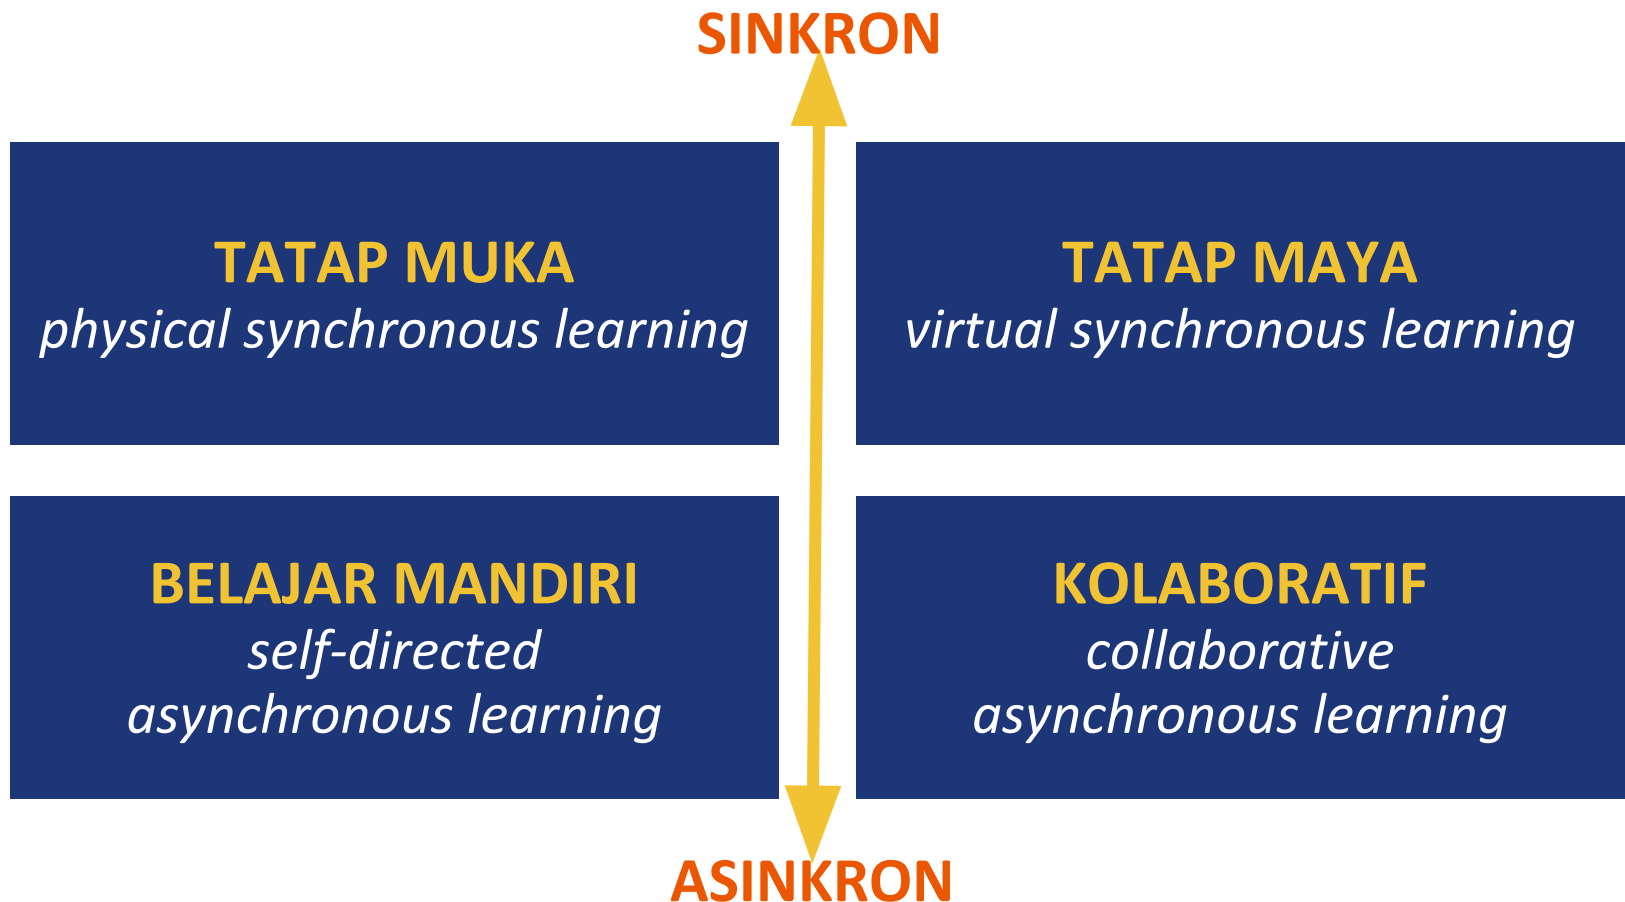 SINKRON
TATAP MUKA
physical synchronous learning
TATAP MAYA
virtual synchronous learning
BELAJAR MANDIRI
self-directed
asynchronous learning
KOLABORATIF
collaborative
asynchronous learning
ASINKRON